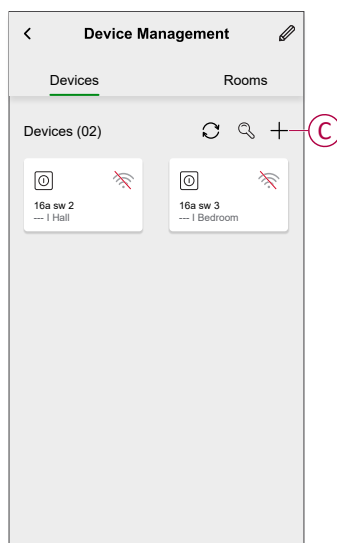 Device Management
Devices Rooms
Devices (02)
C
16a sw 2
--- I Hall
16a sw 3
--- I Bedroom